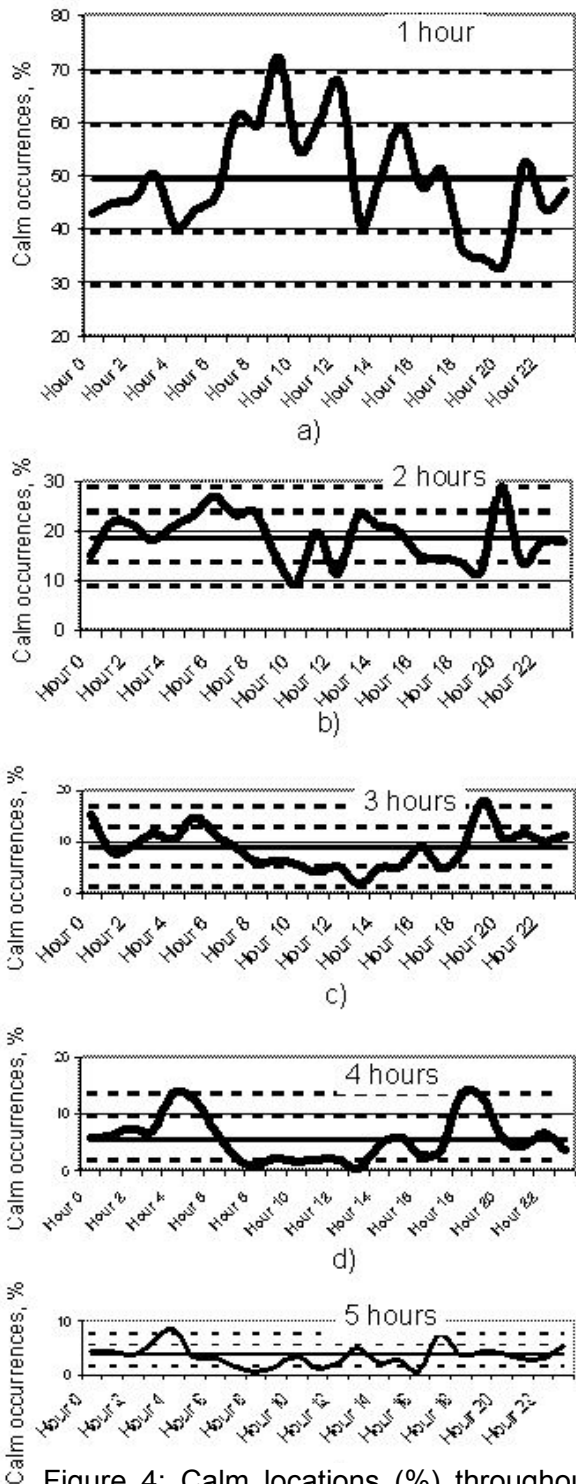 1 hour
Calm occurrences, %
80
70
60
50
40
30
20
Hour 0
Hour 2
Hour 4
Hour 6
Hour 8
Hour 10
Hour 12
Hour 14
Hour 16
Hour 18
Hour 20
Hour 22
a)
2 hours
Calm occurrences, %
30
20
10
0
Hour 0
Hour 2
Hour 4
Hour 6
Hour 8
Hour 10
Hour 12
Hour 14
Hour 16
Hour 18
Hour 20
Hour 22
b)
3 hours
Calm occurrences, %
20
10
0
Hour 0
Hour 2
Hour 4
Hour 6
Hour 8
Hour 10
Hour 12
Hour 14
Hour 16
Hour 18
Hour 20
Hour 22
c)
4 hours
Calm occurrences, %
20
10
0
Hour 0
Hour 2
Hour 4
Hour 6
Hour 8
Hour 10
Hour 12
Hour 14
Hour 16
Hour 18
Hour 20
Hour 22
d)
5 hours
Calm occurrences, %
10
0
Hour 0
Hour 2
Hour 4
Hour 6
Hour 8
Hour 10
Hour 12
Hour 14
Hour 16
Hour 18
Hour 20
Hour 22
Figure 4: Calm locations (%) throughou